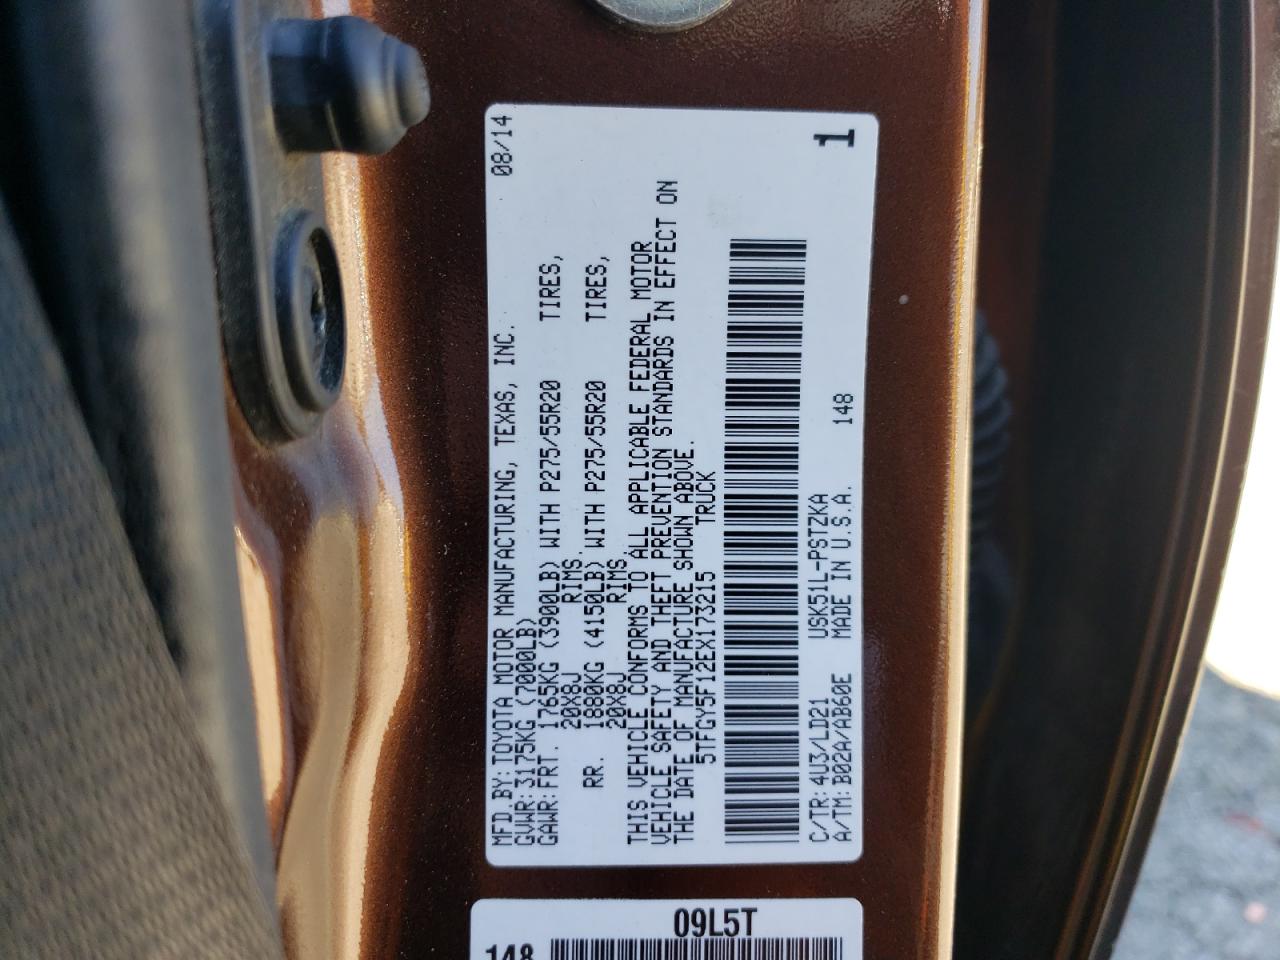 MFD.BY:TOYOTA MOTOR MANUFACTURING, TEXAS, INC. 08/14
GVWR:3175KG (7000LB)
GAWR:FRT. 1765KG (3900LB) WITH P275/55R20 TIRES,
20X8J RIMS,
RR. 1880KG (4150LB) WITH P275/55R20 TIRES,
20X8J RIMS,
THIS VEHICLE CONFORMS TO ALL APPLICABLE FEDERAL MOTOR
VEHICLE SAFETY AND THEFT PREVENTION STANDARDS IN EFFECT ON
THE DATE OF MANUFACTURE SHOWN ABOVE.
5TFGY5F12EX173215 TRUCK
C/TR:4U3/LD21 USK51L-PSTZKA 148 1
A/TM:B02A/AB60E MADE IN U.S.A.
09L5T
148